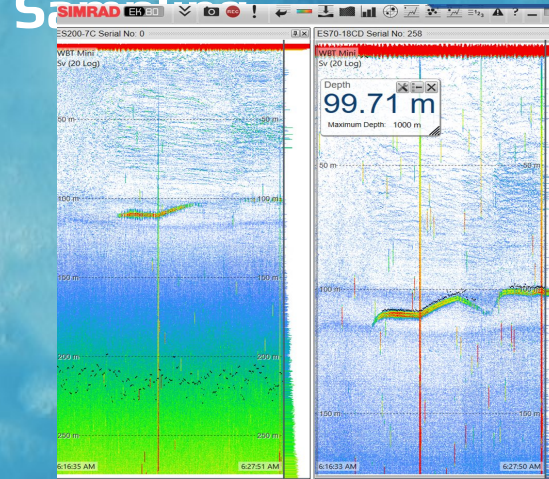 SIMRAD EK 80
REC
ES200-7C Serial No: 0
WBT Mini
Sv (20 Log)
50 m
50 m
100 m
100 m
150 m
150 m
200 m
200 m
250 m
250 m
6:16:35 AM
6:27:51 AM
ES70-18CD Serial No: 258
WBT Mini
Sv (20 Log)
Depth
99.71 m
Maximum Depth: 1000 m
50 m
50 m
100 m
150 m
150 m
6:16:33 AM
6:27:50 AM